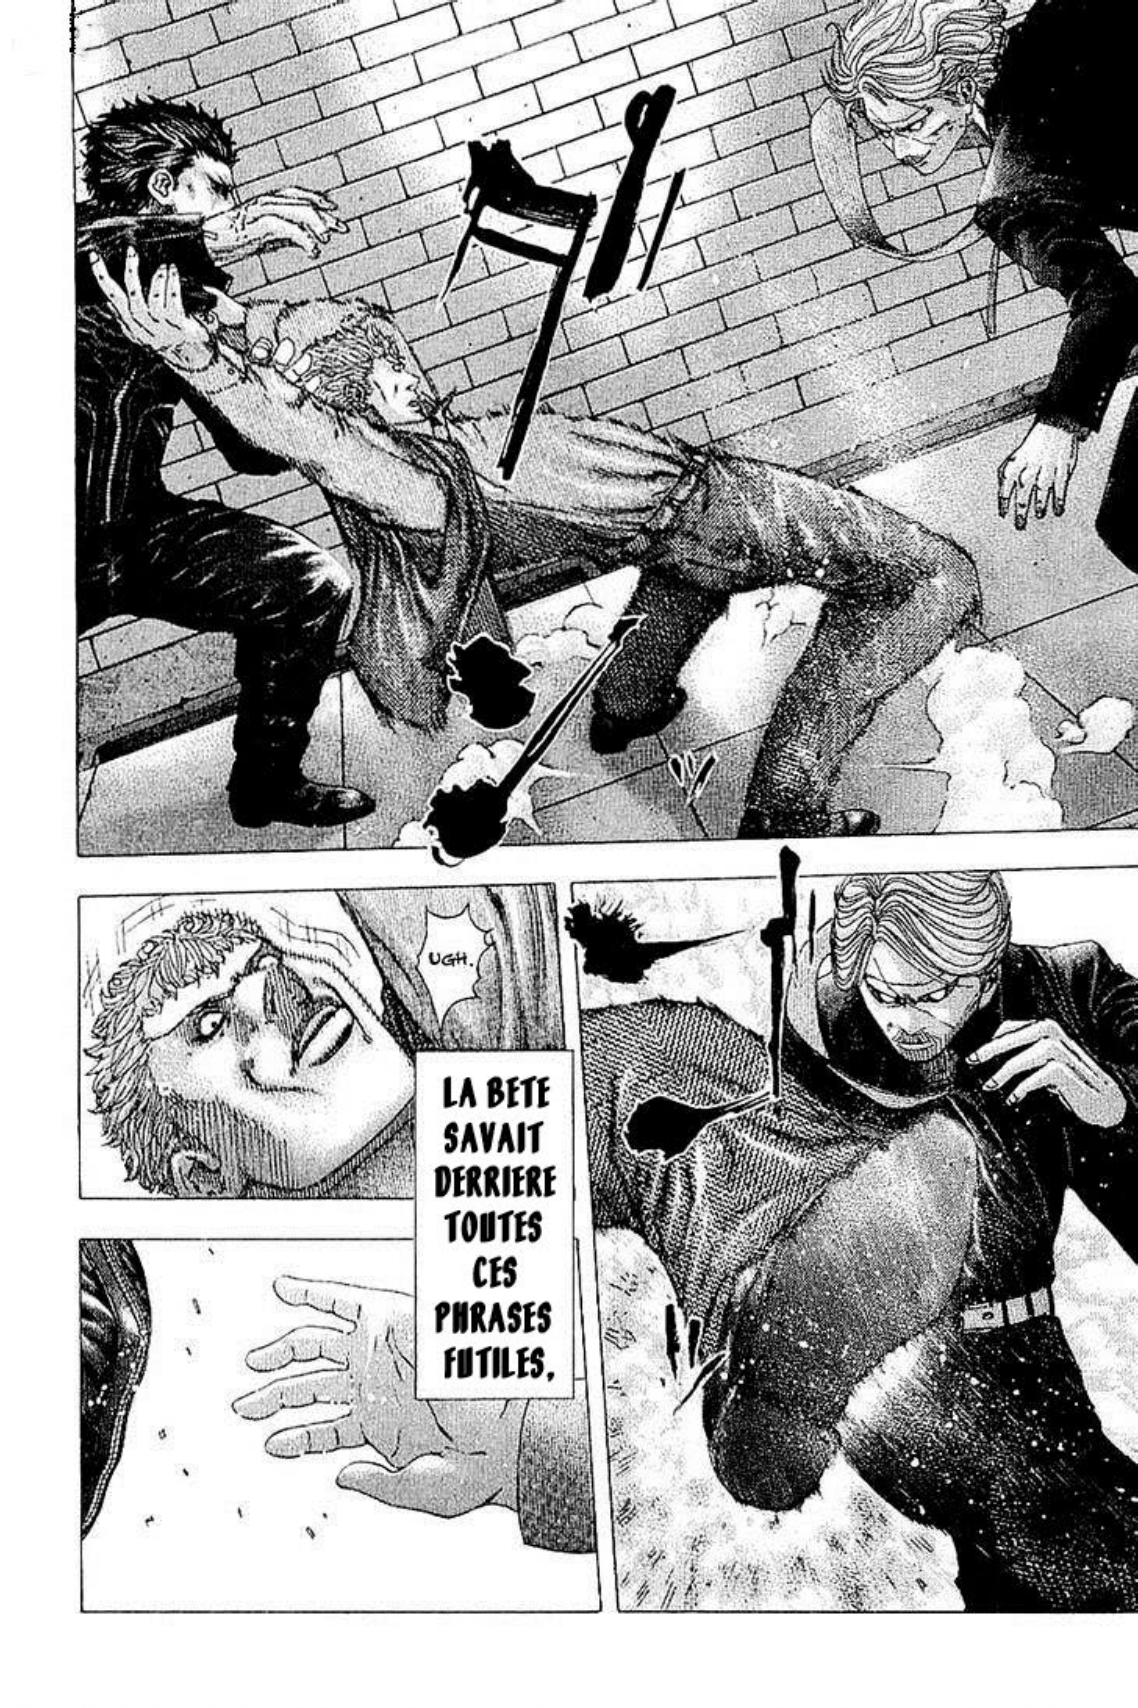 UGH.
LA BETE
SAVAIT
DERRIERE
TOUTES
CES
PHRASES
FUTILES,